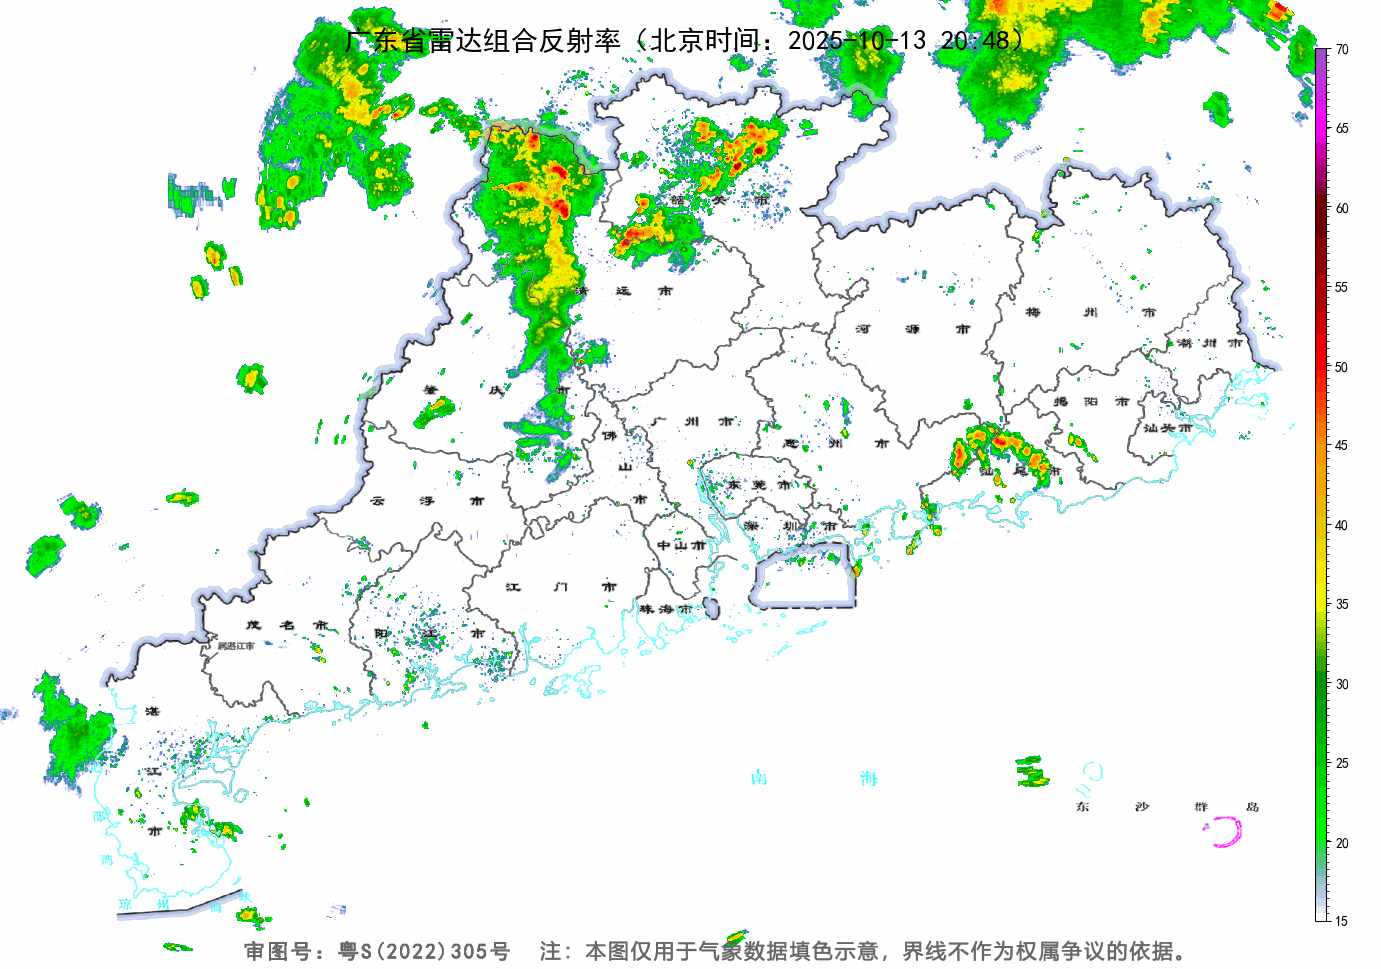 广东省雷达组合反射率（北京时间：2025-10-13 20:48）
70
65
60
55
50
45
40
35
30
25
20
15
韶关市
清远市
河源市
梅州市
潮州市
肇庆市
揭阳市
汕头市
广州市
佛山市
惠州市
汕尾市
云浮市
东莞市
深圳市
中山市
江门市
珠海市
茂名市
阳江市
属湛江市
湛江市
南海
东沙群岛
琼州海峡
审图号：粤S(2022)305号 注：本图仅用于气象数据填色示意，界线不作为权属争议的依据。